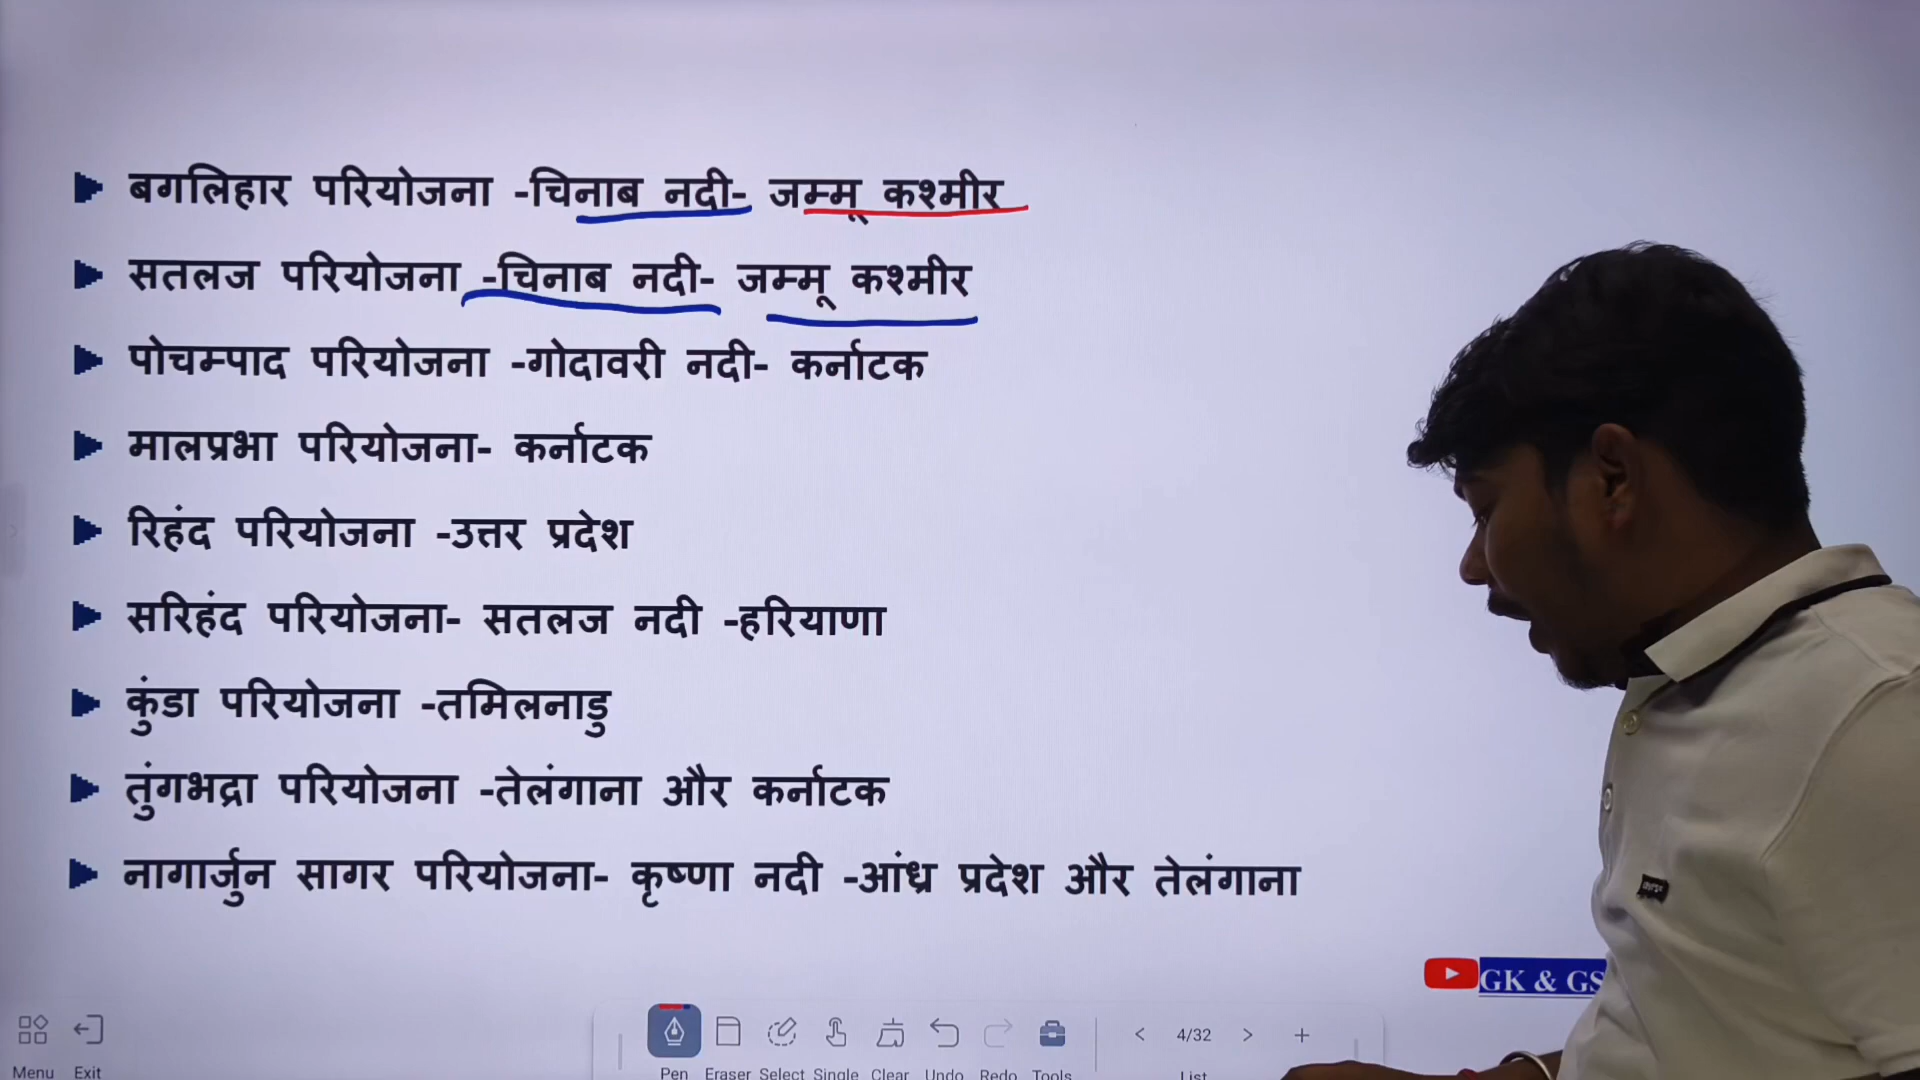 बगलिहार परियोजना -चिनाब नदी- जम्मू कश्मीर
सतलज परियोजना -चिनाब नदी- जम्मू कश्मीर
पोचम्पाद परियोजना -गोदावरी नदी- कर्नाटक
मालप्रभा परियोजना- कर्नाटक
रिहंद परियोजना -उत्तर प्रदेश
सरिहंद परियोजना- सतलज नदी -हरियाणा
कुंडा परियोजना -तमिलनाडु
तुंगभद्रा परियोजना -तेलंगाना और कर्नाटक
नागार्जुन सागर परियोजना- कृष्णा नदी -आंध्र प्रदेश और तेलंगाना
GK & GS
4/32
Menu Exit Pen Eraser Select Single Clear Undo Redo Tools List